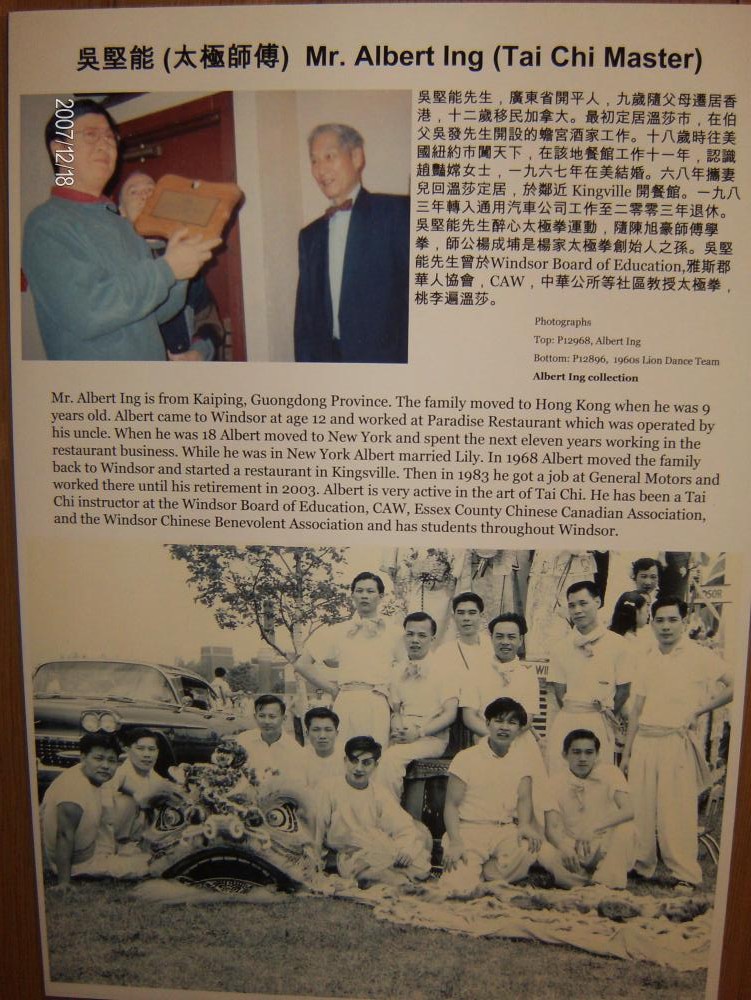 吳堅能 (太極師傅)  Mr. Albert Ing (Tai Chi Master)
2007/12/18
吳堅能先生，廣東省開平人，九歲隨父母遷居香
港，十二歲移民加拿大。最初定居溫莎市，在伯
父吳發先生開設的蟾宮酒家工作。十八歲時往美
國紐約市闖天下，在該地餐館工作十一年，認識
趙豔嫦女士，一九六七年在美結婚。六八年攜妻
兒回溫莎定居，於鄰近 Kingville 開餐館。一九八
三年轉入通用汽車公司工作至二零零三年退休。
吳堅能先生醉心太極拳運動，隨陳旭豪師傅學
拳，師公楊成埔是楊家太極拳創始人之孫。吳堅
能先生曾於Windsor Board of Education,雅斯郡
華人協會，CAW，中華公所等社區教授太極拳，
桃李遍溫莎。
Photographs
Top: P12968, Albert Ing
Bottom: P12896,  1960s Lion Dance Team
Albert Ing collection
Mr. Albert Ing is from Kaiping, Guongdong Province. The family moved to Hong Kong when he was 9
years old. Albert came to Windsor at age 12 and worked at Paradise Restaurant which was operated by
his uncle. When he was 18 Albert moved to New York and spent the next eleven years working in the
restaurant business. While he was in New York Albert married Lily. In 1968 Albert moved the family
back to Windsor and started a restaurant in Kingsville. Then in 1983 he got a job at General Motors and
worked there until his retirement in 2003. Albert is very active in the art of Tai Chi. He has been a Tai
Chi instructor at the Windsor Board of Education, CAW, Essex County Chinese Canadian Association,
and the Windsor Chinese Benevolent Association and has students throughout Windsor.